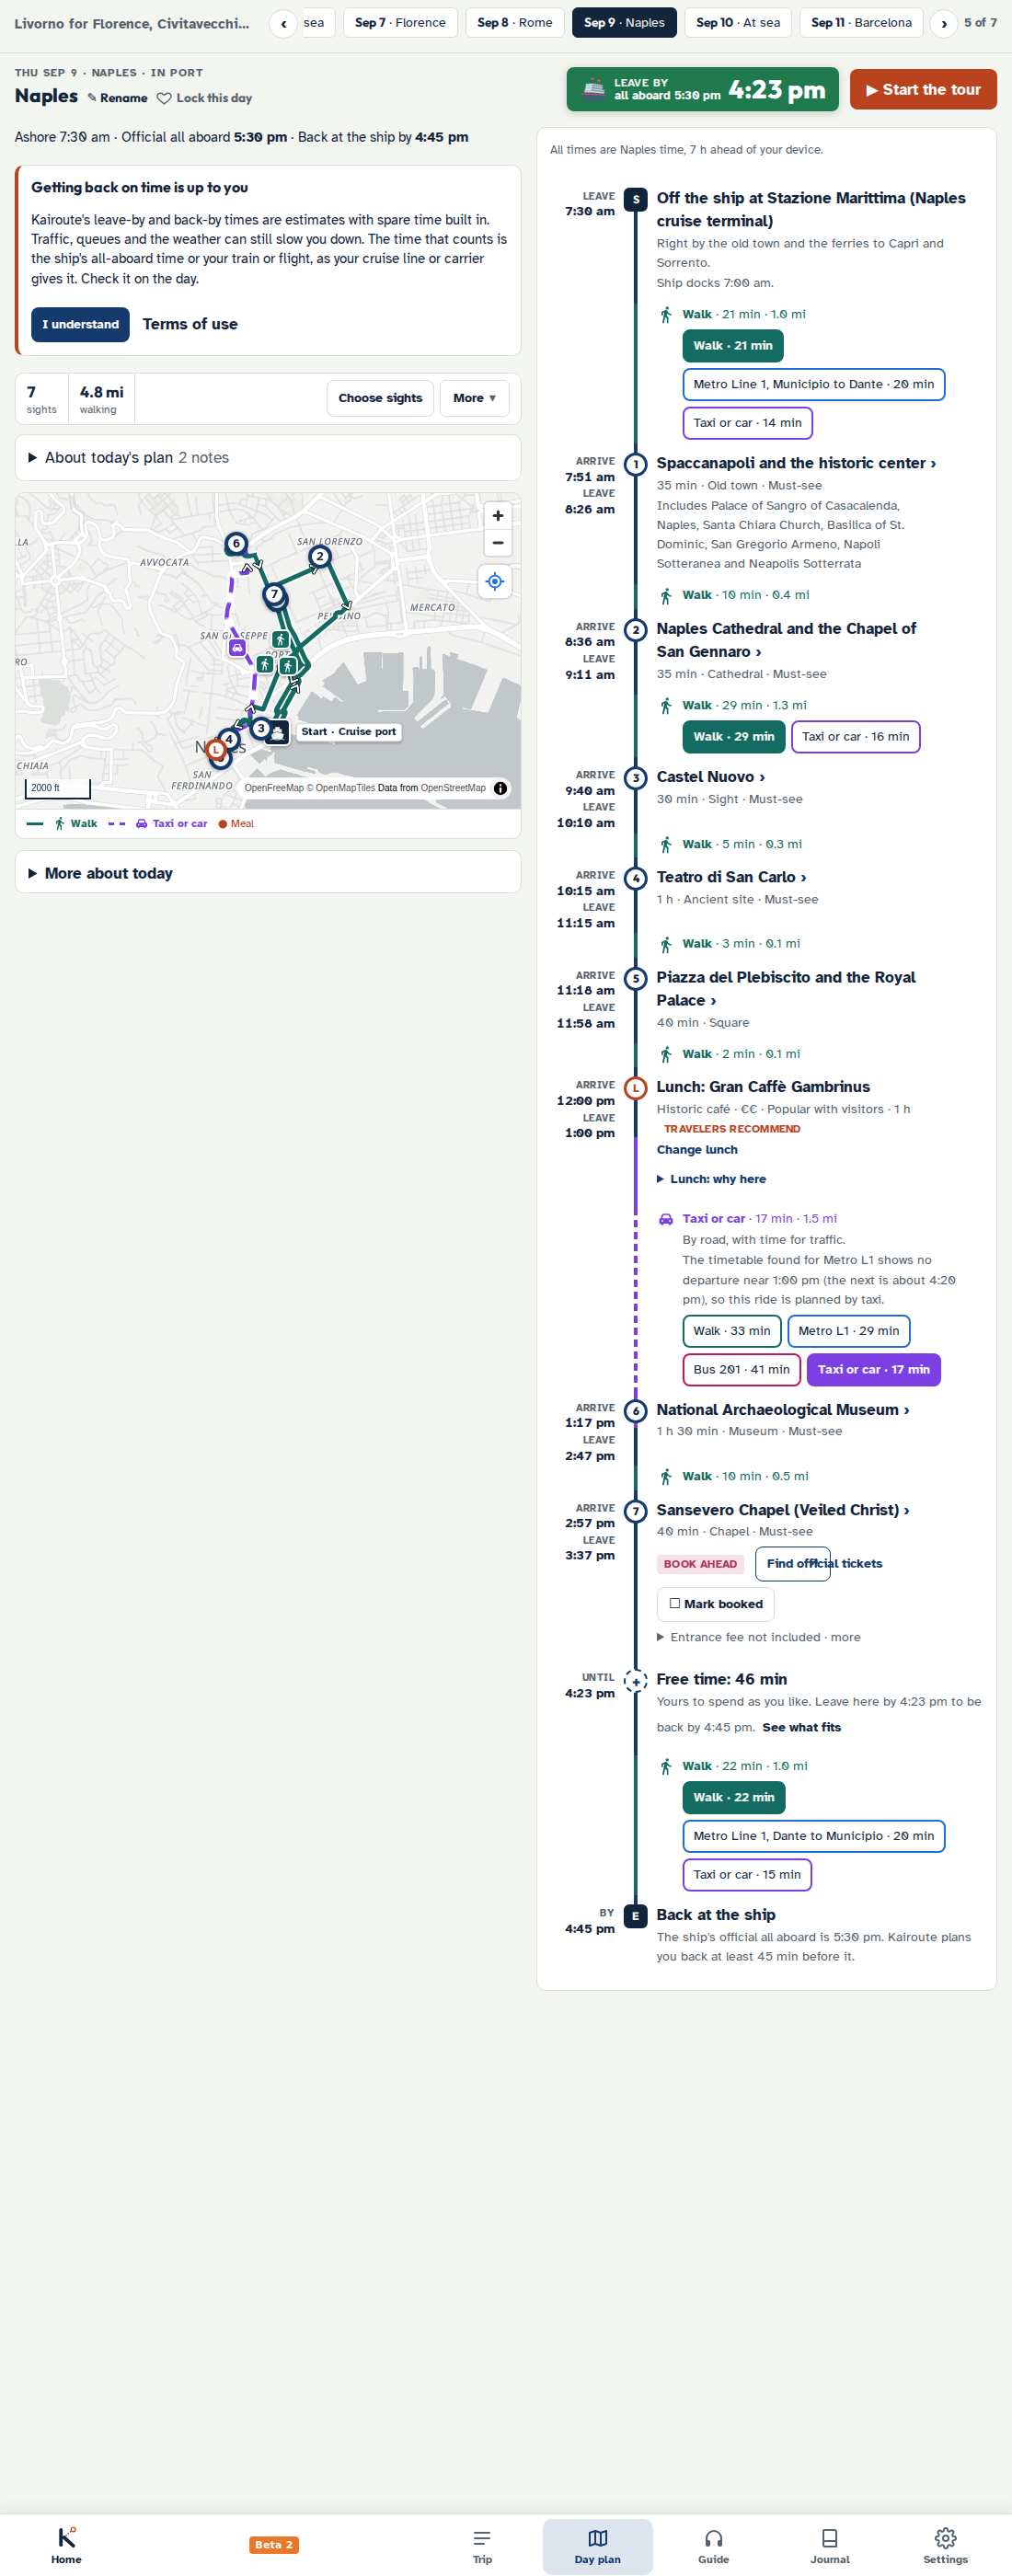 Livorno for Florence, Civitavecchi...
‹
sea
Sep 7 · Florence
Sep 8 · Rome
Sep 9 · Naples
Sep 10 · At sea
Sep 11 · Barcelona
›
5 of 7
THU SEP 9 · NAPLES · IN PORT
Naples ✎ Rename ♡ Lock this day
LEAVE BY
all aboard 5:30 pm 4:23 pm
▶ Start the tour
Ashore 7:30 am · Official all aboard 5:30 pm · Back at the ship by 4:45 pm
Getting back on time is up to you
Kairoute's leave-by and back-by times are estimates with spare time built in.
Traffic, queues and the weather can still slow you down. The time that counts is
the ship's all-aboard time or your train or flight, as your cruise line or carrier
gives it. Check it on the day.
I understand
Terms of use
7
sights
4.8 mi
walking
Choose sights
More ▼
▶ About today's plan 2 notes
LA
AVVOCATA
SAN LORENZO
MERCATO
RO
CHIAIA
SAN
FERDINANDO
6
2
7
3
4
L
Start · Cruise port
+
−
2000 ft
OpenFreeMap © OpenMapTiles Data from OpenStreetMap
Walk
Taxi or car
Meal
▶ More about today
All times are Naples time, 7 h ahead of your device.
LEAVE
7:30 am
S
Off the ship at Stazione Marittima (Naples
cruise terminal)
Right by the old town and the ferries to Capri and
Sorrento.
Ship docks 7:00 am.
Walk · 21 min · 1.0 mi
Walk · 21 min
Metro Line 1, Municipio to Dante · 20 min
Taxi or car · 14 min
ARRIVE
7:51 am
LEAVE
8:26 am
1
Spaccanapoli and the historic center ›
35 min · Old town · Must-see
Includes Palace of Sangro of Casacalenda,
Naples, Santa Chiara Church, Basilica of St.
Dominic, San Gregorio Armeno, Napoli
Sotteranea and Neapolis Sotterrata
Walk · 10 min · 0.4 mi
ARRIVE
8:36 am
LEAVE
9:11 am
2
Naples Cathedral and the Chapel of
San Gennaro ›
35 min · Cathedral · Must-see
Walk · 29 min · 1.3 mi
Walk · 29 min
Taxi or car · 16 min
ARRIVE
9:40 am
LEAVE
10:10 am
3
Castel Nuovo ›
30 min · Sight · Must-see
Walk · 5 min · 0.3 mi
ARRIVE
10:15 am
LEAVE
11:15 am
4
Teatro di San Carlo ›
1 h · Ancient site · Must-see
Walk · 3 min · 0.1 mi
ARRIVE
11:18 am
LEAVE
11:58 am
5
Piazza del Plebiscito and the Royal
Palace ›
40 min · Square
Walk · 2 min · 0.1 mi
ARRIVE
12:00 pm
LEAVE
1:00 pm
L
Lunch: Gran Caffè Gambrinus
Historic café · €€ · Popular with visitors · 1 h
TRAVELERS RECOMMEND
Change lunch
▶ Lunch: why here
Taxi or car · 17 min · 1.5 mi
By road, with time for traffic.
The timetable found for Metro L1 shows no
departure near 1:00 pm (the next is about 4:20
pm), so this ride is planned by taxi.
Walk · 33 min
Metro L1 · 29 min
Bus 201 · 41 min
Taxi or car · 17 min
ARRIVE
1:17 pm
LEAVE
2:47 pm
6
National Archaeological Museum ›
1 h 30 min · Museum · Must-see
Walk · 10 min · 0.5 mi
ARRIVE
2:57 pm
LEAVE
3:37 pm
7
Sansevero Chapel (Veiled Christ) ›
40 min · Chapel · Must-see
BOOK AHEAD
Find official tickets
☐ Mark booked
▶ Entrance fee not included · more
UNTIL
4:23 pm
+
Free time: 46 min
Yours to spend as you like. Leave here by 4:23 pm to be
back by 4:45 pm. See what fits
Walk · 22 min · 1.0 mi
Walk · 22 min
Metro Line 1, Dante to Municipio · 20 min
Taxi or car · 15 min
BY
4:45 pm
E
Back at the ship
The ship's official all aboard is 5:30 pm. Kairoute plans
you back at least 45 min before it.
Home
Beta 2
Trip
Day plan
Guide
Journal
Settings